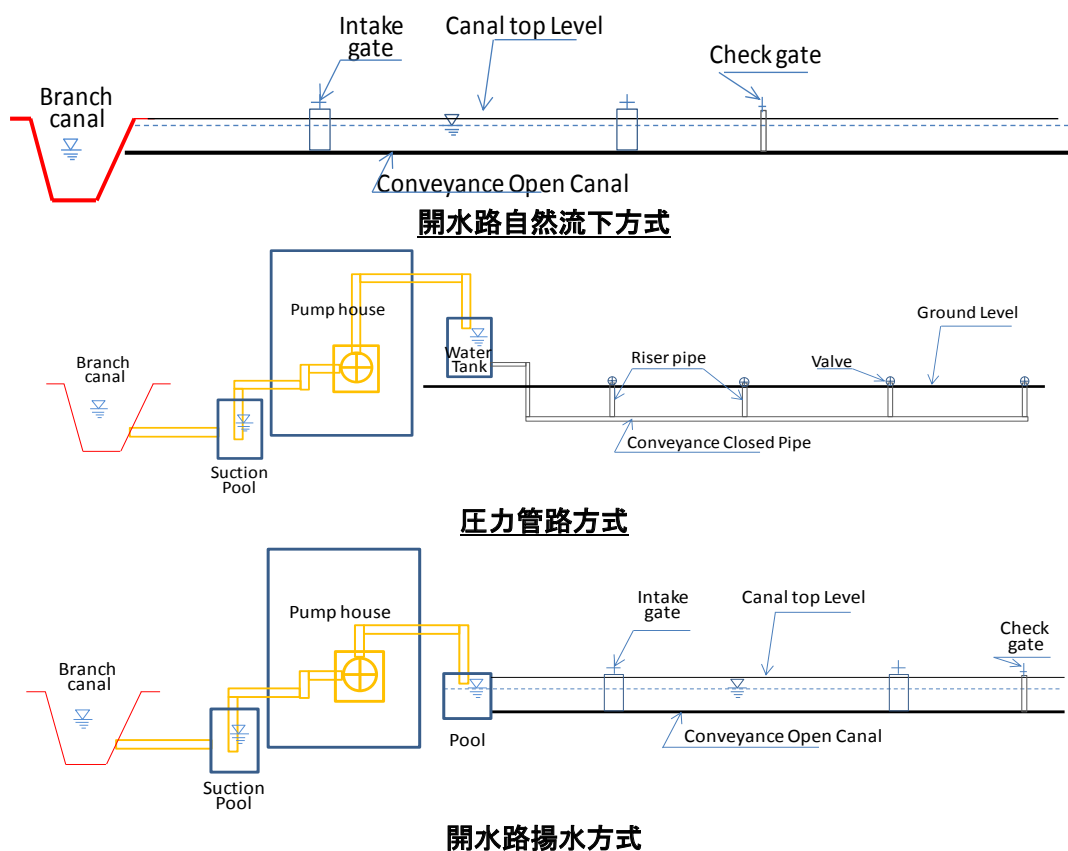 Intake
gate
Canal top Level
Check gate
Branch
canal
Conveyance Open Canal
開水路自然流下方式
Pump house
Water
Tank
Ground Level
Riser pipe
Valve
Branch
canal
Conveyance Closed Pipe
Suction
Pool
圧力管路方式
Pump house
Intake
gate
Canal top Level
Check
gate
Branch
canal
Pool
Conveyance Open Canal
Suction
Pool
開水路揚水方式